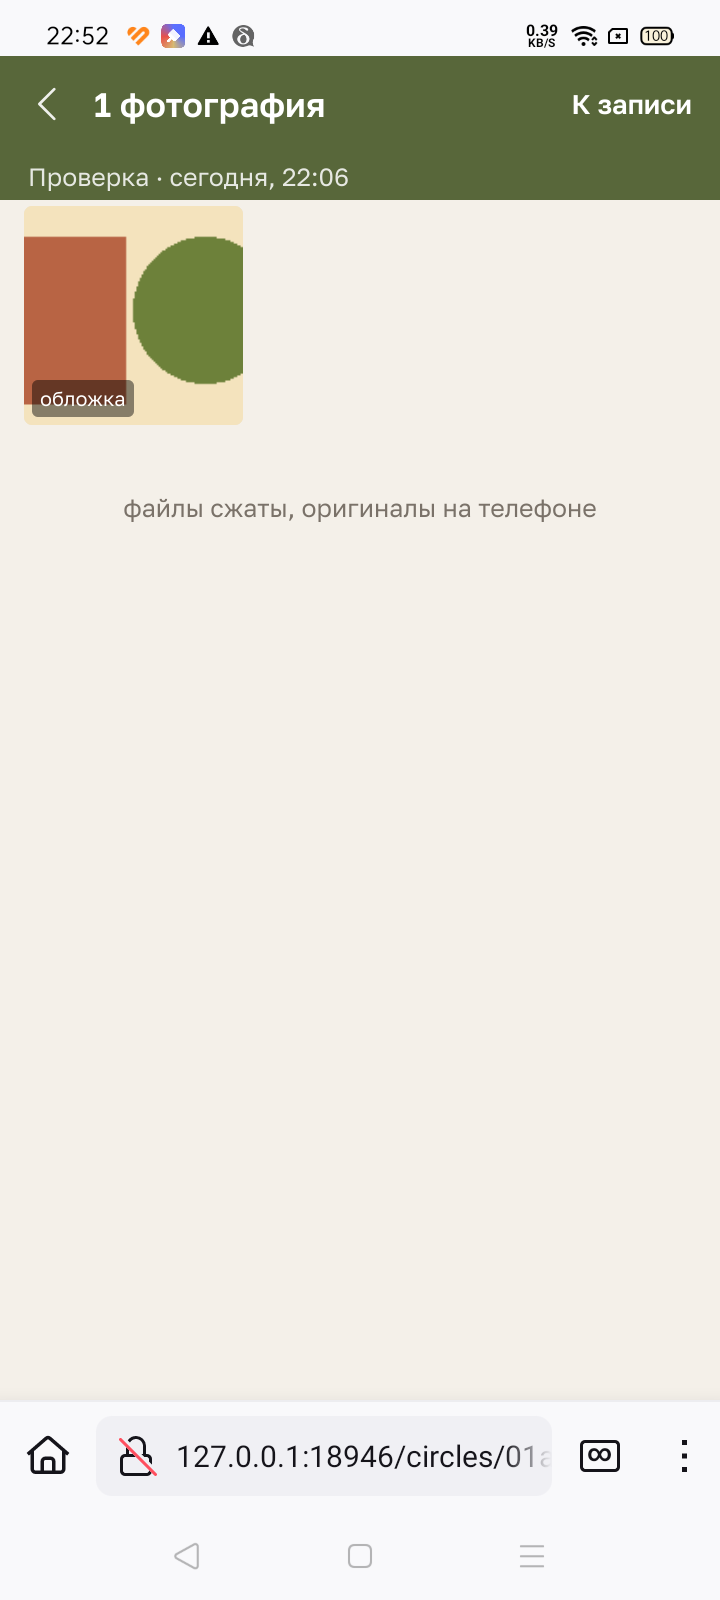 22:52
0.39
KB/S
100
1 фотография
К записи
Проверка · сегодня, 22:06
обложка
файлы сжаты, оригиналы на телефоне
127.0.0.1:18946/circles/01a